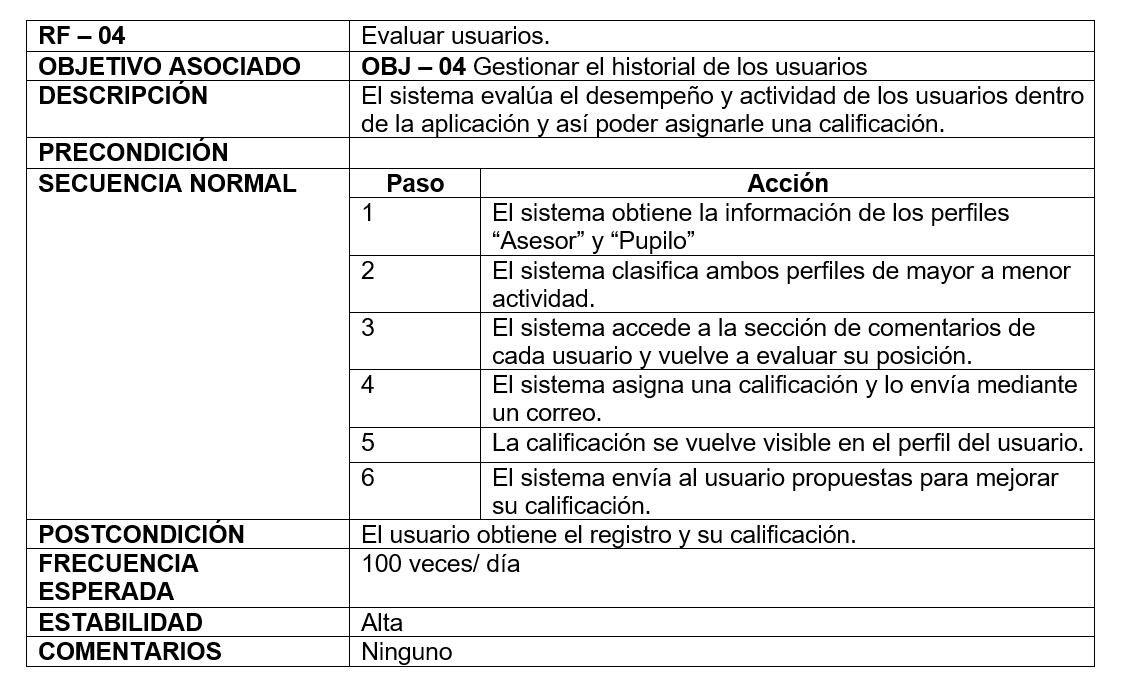 RF – 04 Evaluar usuarios.
OBJETIVO ASOCIADO OBJ – 04 Gestionar el historial de los usuarios
DESCRIPCIÓN El sistema evalúa el desempeño y actividad de los usuarios dentro
de la aplicación y así poder asignarle una calificación.
PRECONDICIÓN
SECUENCIA NORMAL Paso Acción
1 El sistema obtiene la información de los perfiles
“Asesor” y “Pupilo”
2 El sistema clasifica ambos perfiles de mayor a menor
actividad.
3 El sistema accede a la sección de comentarios de
cada usuario y vuelve a evaluar su posición.
4 El sistema asigna una calificación y lo envía mediante
un correo.
5 La calificación se vuelve visible en el perfil del usuario.
6 El sistema envía al usuario propuestas para mejorar
su calificación.
POSTCONDICIÓN El usuario obtiene el registro y su calificación.
FRECUENCIA 100 veces/ día
ESPERADA
ESTABILIDAD Alta
COMENTARIOS Ninguno